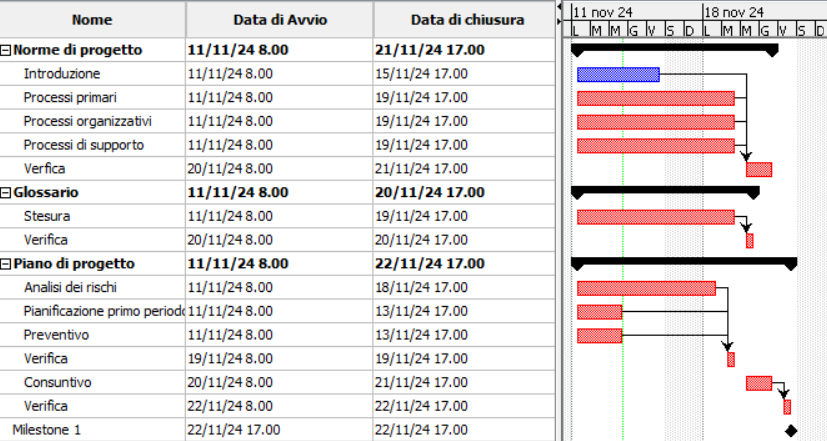 Nome Data di Avvio Data di chiusura 11 nov 24 18 nov 24
L M M G V S D L M M G V S D
Norme di progetto 11/11/24 8.00 21/11/24 17.00
Introduzione 11/11/24 8.00 15/11/24 17.00
Processi primari 11/11/24 8.00 19/11/24 17.00
Processi organizzativi 11/11/24 8.00 19/11/24 17.00
Processi di supporto 11/11/24 8.00 19/11/24 17.00
Verfica 20/11/24 8.00 21/11/24 17.00
Glossario 11/11/24 8.00 20/11/24 17.00
Stesura 11/11/24 8.00 19/11/24 17.00
Verifica 20/11/24 8.00 20/11/24 17.00
Piano di progetto 11/11/24 8.00 22/11/24 17.00
Analisi dei rischi 11/11/24 8.00 18/11/24 17.00
Pianificazione primo periodo 11/11/24 8.00 13/11/24 17.00
Preventivo 11/11/24 8.00 13/11/24 17.00
Verifica 19/11/24 8.00 19/11/24 17.00
Consuntivo 20/11/24 8.00 21/11/24 17.00
Verifica 22/11/24 8.00 22/11/24 17.00
Milestone 1 22/11/24 17.00 22/11/24 17.00